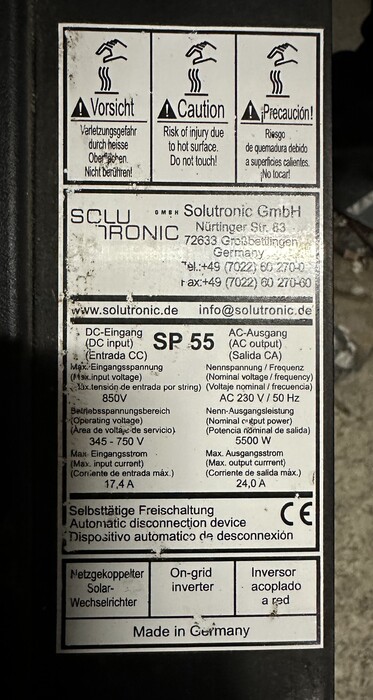 Vorsicht
Verletzungsgefahr
durch heisse
Oberflächen.
Nicht berühren!
Caution
Risk of injury due
to hot surface.
Do not touch!
¡Precaución!
Riesgo
de quemadura debido
a superficies calientes.
¡No tocar!
SOLU
TRONIC
GMBH Solutronic GmbH
Nürtinger Str. 83
72633 Großbettlingen
Germany
Tel.:+49 (7022) 60 270-0
Fax:+49 (7022) 60 270-60
www.solutronic.de info@solutronic.de
DC-Eingang
(DC input)
(Entrada CC)
SP 55
AC-Ausgang
(AC output)
(Salida CA)
Max. Eingangsspannung
(Max. input voltage)
(Máx. tensión de entrada por string)
850V
Nennspannung / Frequenz
(Nominal voltage / frequency)
(Voltaje nominal / frecuencia)
AC 230 V / 50 Hz
Betriebsspannungsbereich
(Operating voltage)
(Area de voltaje de servicio)
345 - 750 V
Nenn-Ausgangsleistung
(Nominal output power)
(Potencia nóminal de salida)
5500 W
Max. Eingangsstrom
(Max. input current)
(Corriente de entrada máx.)
17,4 A
Max. Ausgangsstrom
(Max. output currrent)
(Corriente de salida máx.)
24,0 A
Selbsttätige Freischaltung
Automatic disconnection device
Dispositivo automatico de desconnexión
CE
Netzgekoppelter
Solar-
Wechselrichter
On-grid
inverter
Inversor
acoplado
a red
Made in Germany